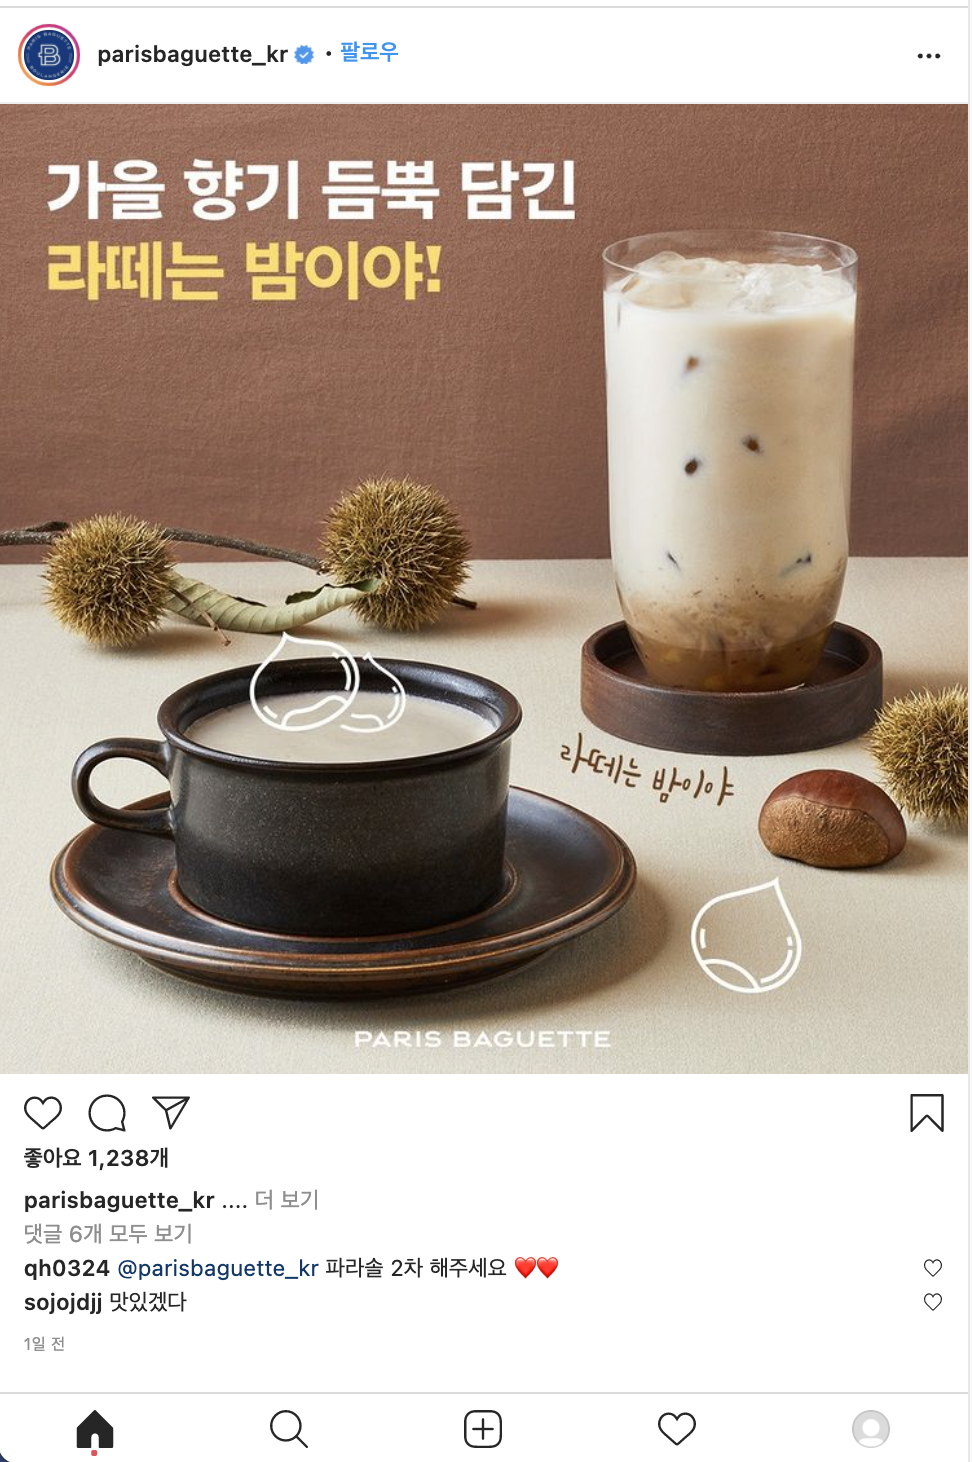 parisbaguette_kr • 팔로우
가을 향기 듬뿍 담긴
라떼는 밤이야!
라떼는 밤이야
PARIS BAGUETTE
좋아요 1,238개
parisbaguette_kr .... 더 보기
댓글 6개 모두 보기
qh0324 @parisbaguette_kr 파라솔 2차 해주세요 ❤️❤️
sojojdjj 맛있겠다
1일 전